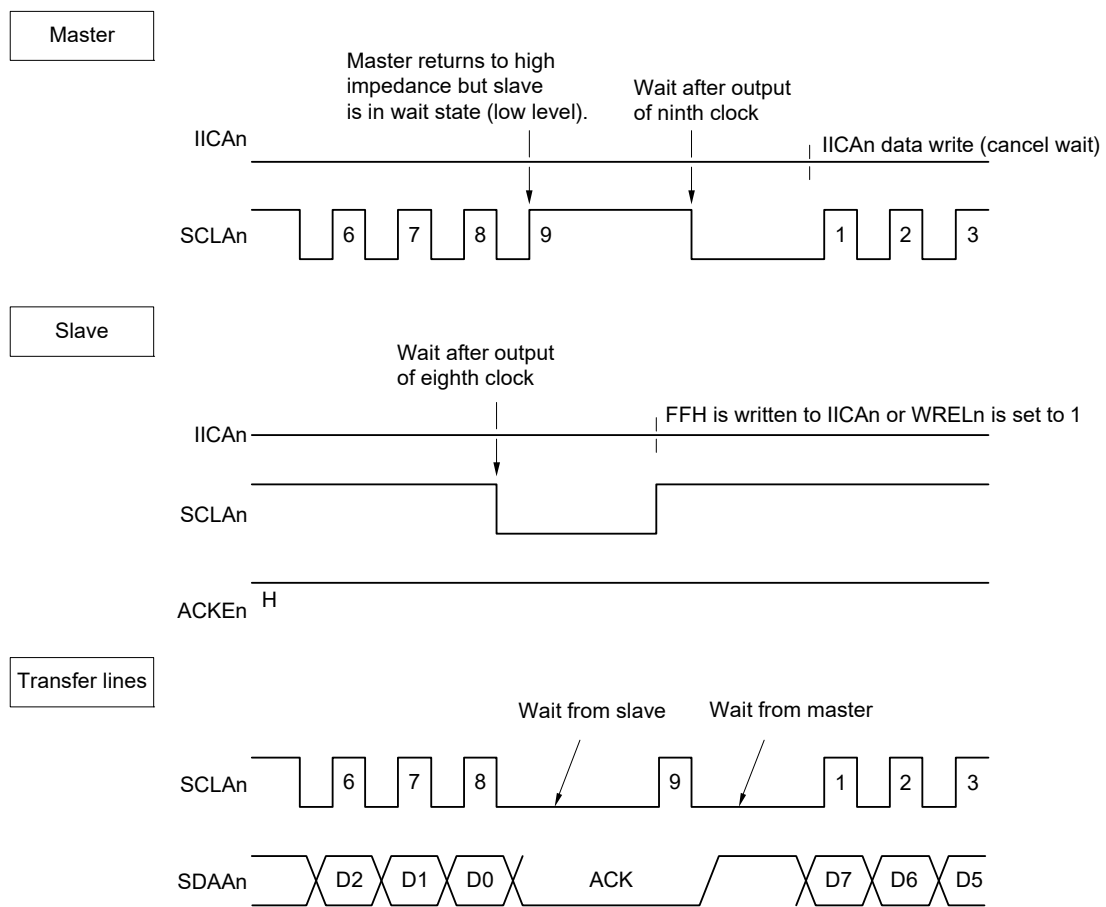 Master
Master returns to high
impedance but slave
is in wait state (low level).
Wait after output
of ninth clock
IICAn
IICAn data write (cancel wait)
SCLAn
6 7 8 9 1 2 3
Slave
Wait after output
of eighth clock
FFH is written to IICAn or WRELn is set to 1
IICAn
SCLAn
ACKEn
H
Transfer lines
Wait from slave
Wait from master
SCLAn
6 7 8 9 1 2 3
SDAAn
D2 D1 D0 ACK D7 D6 D5